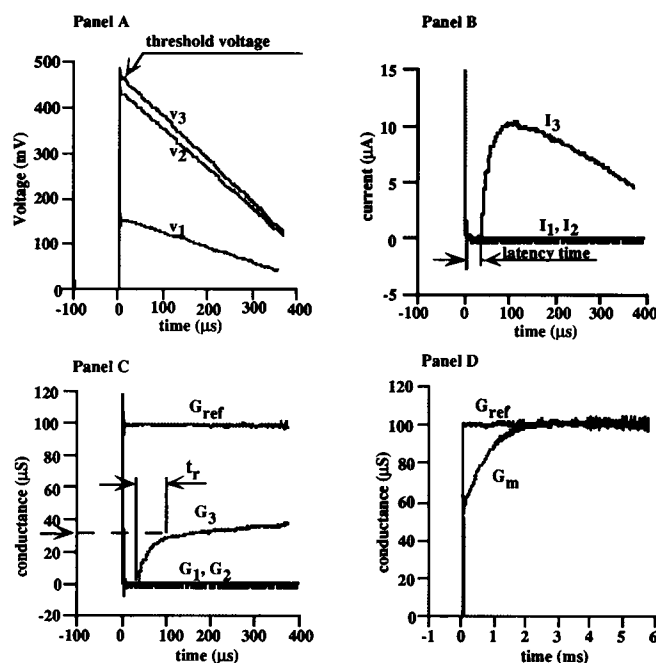 Panel A
threshold voltage
500
400
300
200
100
0
Voltage (mV)
v3
v2
v1
-100 0 100 200 300 400
time (μs)
Panel B
15
10
5
0
-5
current (μA)
I3
I1, I2
latency time
-100 0 100 200 300 400
time (μs)
Panel C
120
100
80
60
40
20
0
-20
conductance (μS)
Gref
tr
G3
G1, G2
-100 0 100 200 300 400
time (μs)
Panel D
120
100
80
60
40
20
0
conductance (μS)
Gref
Gm
-1 0 1 2 3 4 5 6
time (ms)